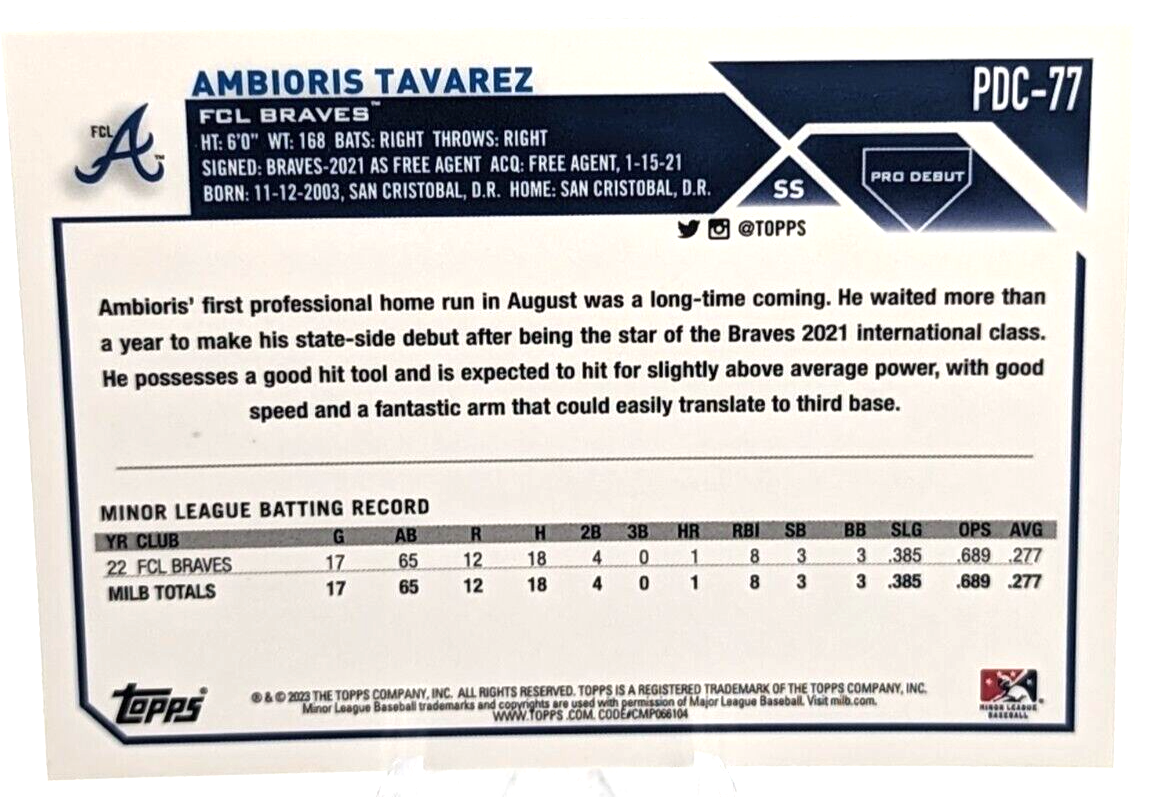 AMBIORIS TAVAREZ
PDC-77
FCL A™
FCL BRAVES™
HT: 6'0" WT: 168 BATS: RIGHT THROWS: RIGHT
SIGNED: BRAVES-2021 AS FREE AGENT ACQ: FREE AGENT, 1-15-21
BORN: 11-12-2003, SAN CRISTOBAL, D.R. HOME: SAN CRISTOBAL, D.R.
SS
PRO DEBUT
@TOPPS
Ambioris' first professional home run in August was a long-time coming. He waited more than
a year to make his state-side debut after being the star of the Braves 2021 international class.
He possesses a good hit tool and is expected to hit for slightly above average power, with good
speed and a fantastic arm that could easily translate to third base.
MINOR LEAGUE BATTING RECORD
YR CLUB G AB R H 2B 3B HR RBI SB BB SLG OPS AVG
22 FCL BRAVES 17 65 12 18 4 0 1 8 3 3 .385 .689 .277
MILB TOTALS 17 65 12 18 4 0 1 8 3 3 .385 .689 .277
topps®
® & © 2023 THE TOPPS COMPANY, INC. ALL RIGHTS RESERVED. TOPPS IS A REGISTERED TRADEMARK OF THE TOPPS COMPANY, INC.
Minor League Baseball trademarks and copyrights are used with permission of Major League Baseball. Visit milb.com.
WWW.TOPPS.COM. CODE#CMP066104
MINOR LEAGUE
BASEBALL